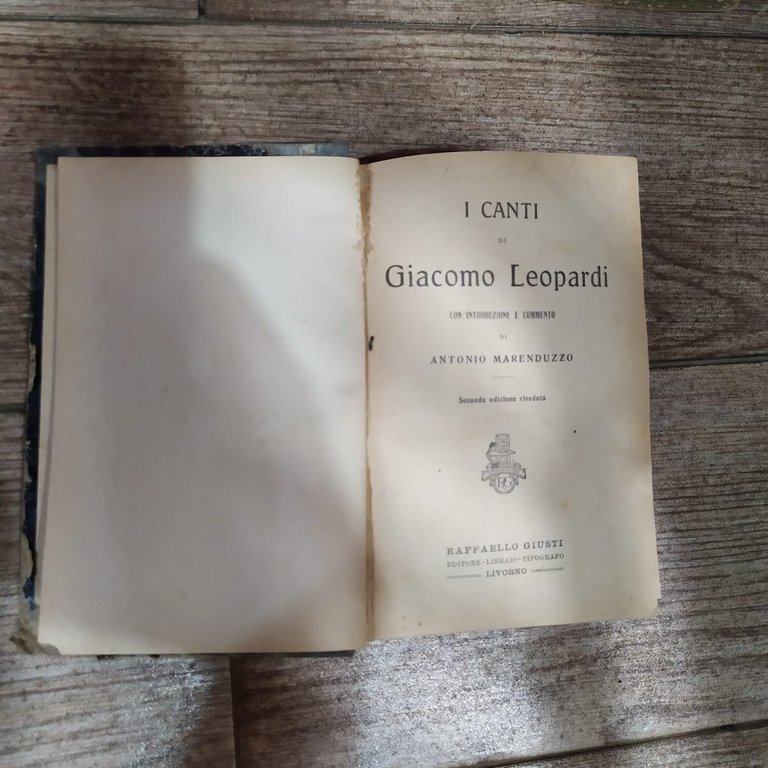 I CANTI
DI
Giacomo Leopardi
CON INTRODUZIONE E COMMENTO
DI
ANTONIO MARENDUZZO
Seconda edizione riveduta
RG
RAFFAELLO GIUSTI
EDITORE-LIBRAIO-TIPOGRAFO
LIVORNO